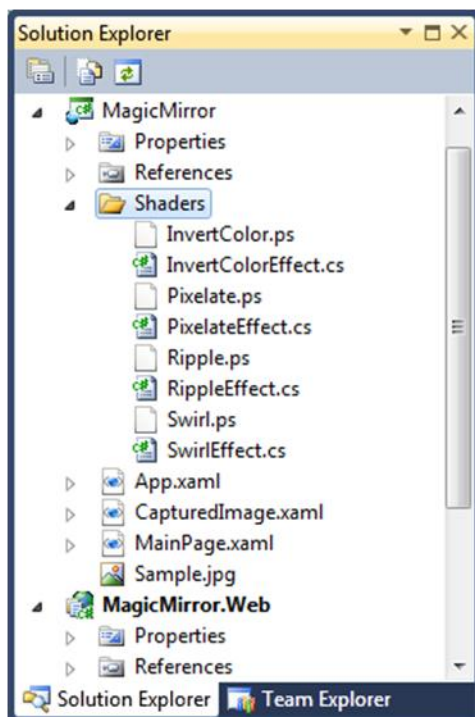 Solution Explorer
MagicMirror
Properties
References
Shaders
InvertColor.ps
InvertColorEffect.cs
Pixelate.ps
PixelateEffect.cs
Ripple.ps
RippleEffect.cs
Swirl.ps
SwirlEffect.cs
App.xaml
CapturedImage.xaml
MainPage.xaml
Sample.jpg
MagicMirror.Web
Properties
References
Solution Explorer Team Explorer